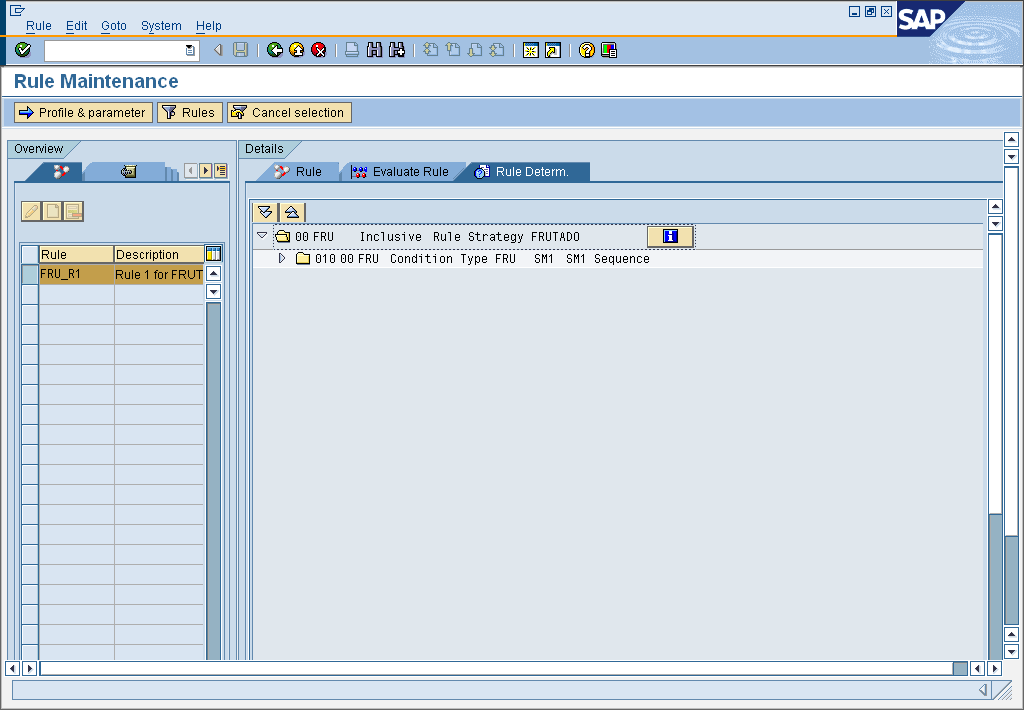 Rule Edit Goto System Help
SAP
Rule Maintenance
Profile & parameter Rules Cancel selection
Overview
Details
Rule Evaluate Rule Rule Determ.
00 FRU Inclusive Rule Strategy FRUTADO
010 00 FRU Condition Type FRU SM1 SM1 Sequence
Rule Description
FRU_R1 Rule 1 for FRUT